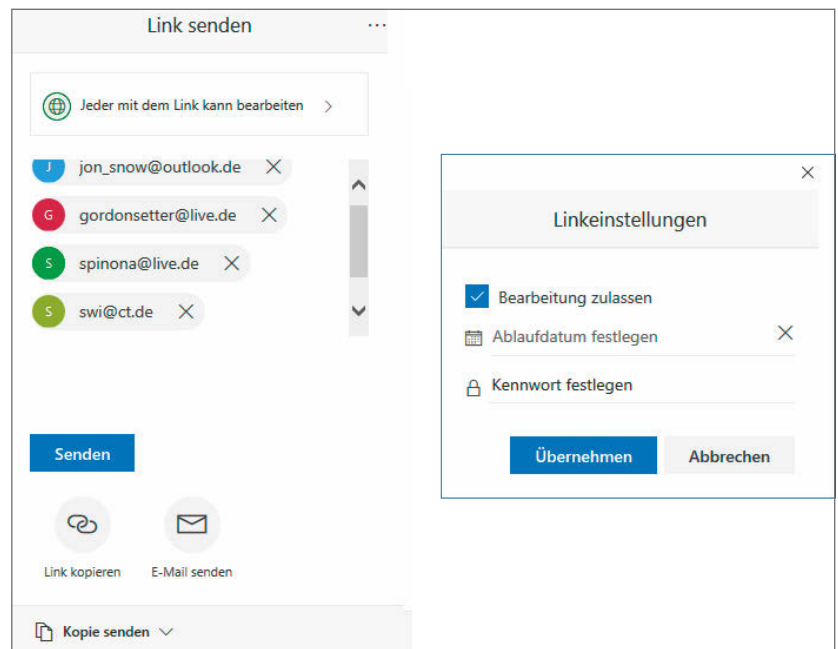 Link senden
Jeder mit dem Link kann bearbeiten
J jon_snow@outlook.de
G gordonsetter@live.de
S spinona@live.de
S swi@ct.de
Senden
Link kopieren E-Mail senden
Kopie senden
Linkeinstellungen
Bearbeitung zulassen
Ablaufdatum festlegen
Kennwort festlegen
Übernehmen Abbrechen